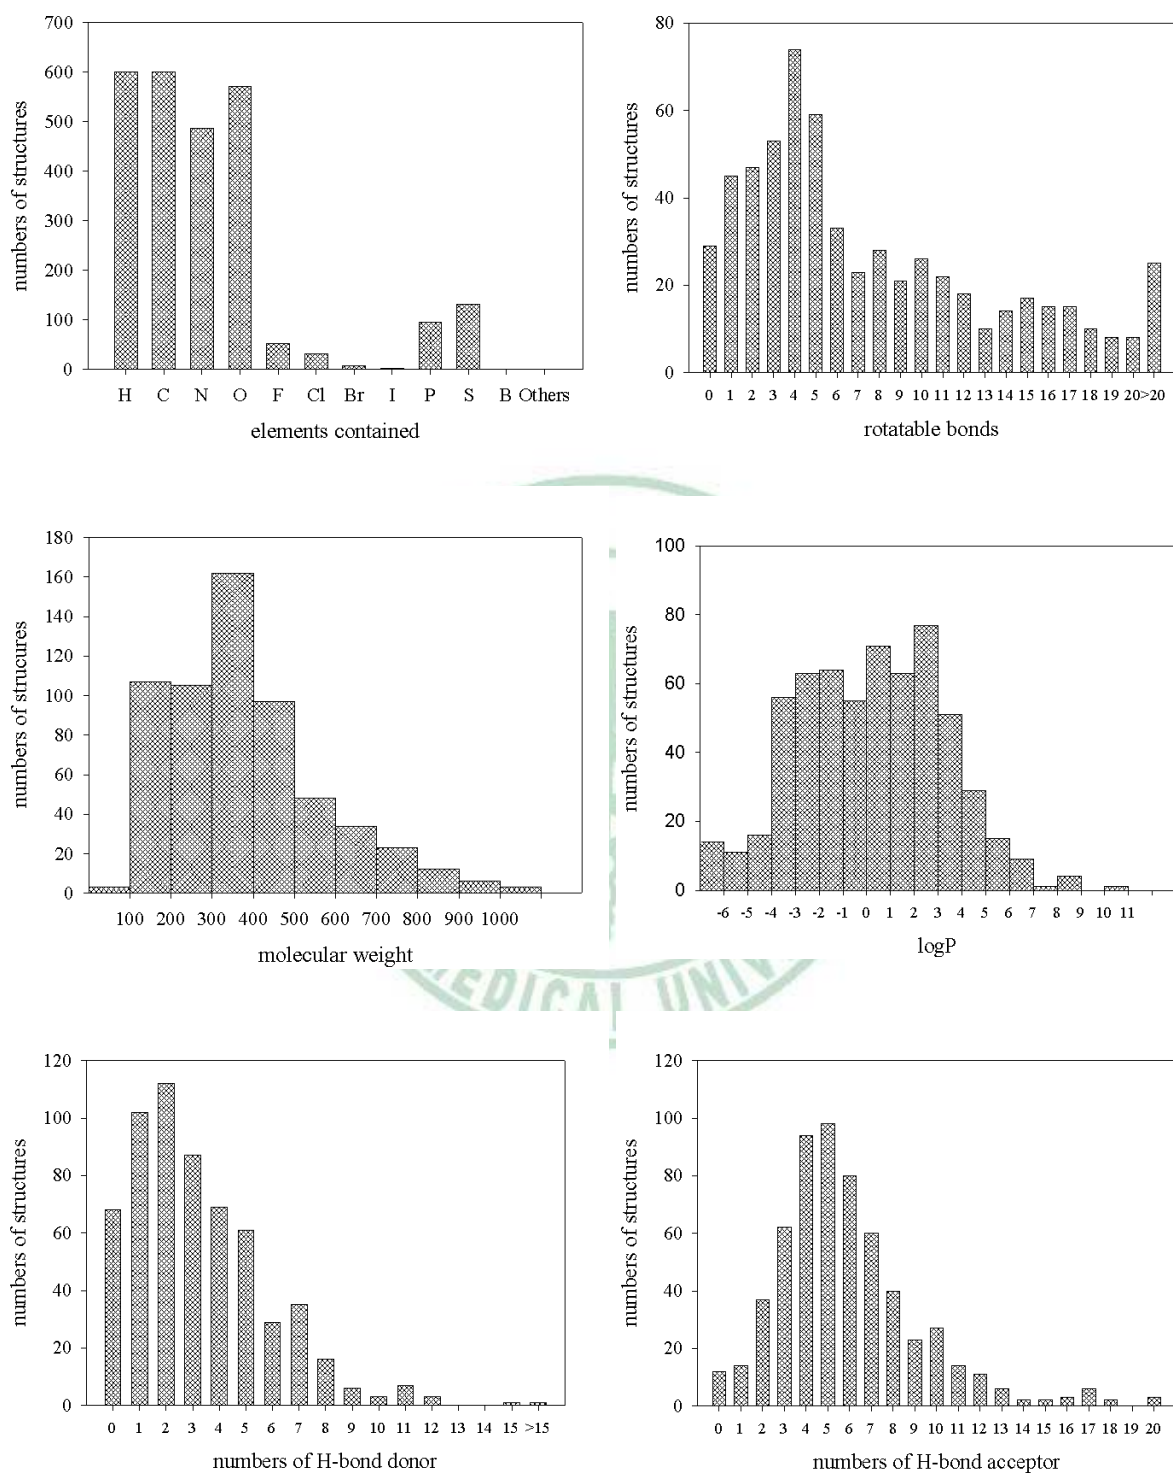 700
600
500
400
300
200
100
0
numbers of structures
H C N O F Cl Br I P S B Others
elements contained
80
60
40
20
0
numbers of structures
0 1 2 3 4 5 6 7 8 9 10 11 12 13 14 15 16 17 18 19 20 >20
rotatable bonds
180
160
140
120
100
80
60
40
20
0
numbers of strucures
100 200 300 400 500 600 700 800 900 1000
molecular weight
100
80
60
40
20
0
numbers of structures
-6 -5 -4 -3 -2 -1 0 1 2 3 4 5 6 7 8 9 10 11
logP
MEDICAL UNIV
120
100
80
60
40
20
0
numbers of structures
0 1 2 3 4 5 6 7 8 9 10 11 12 13 14 15 >15
numbers of H-bond donor
120
100
80
60
40
20
0
numbers of structures
0 1 2 3 4 5 6 7 8 9 10 11 12 13 14 15 16 17 18 19 20
numbers of H-bond acceptor